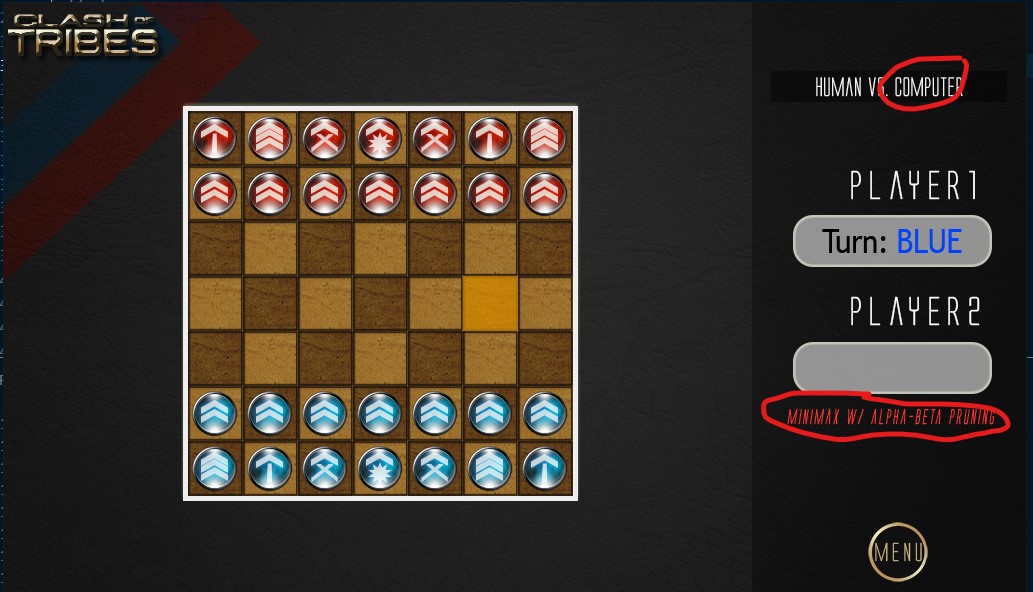 CLASH OF
TRIBES
HUMAN VS. COMPUTER
PLAYER1
Turn: BLUE
PLAYER2
MINIMAX W/ ALPHA-BETA PRUNING
MENU